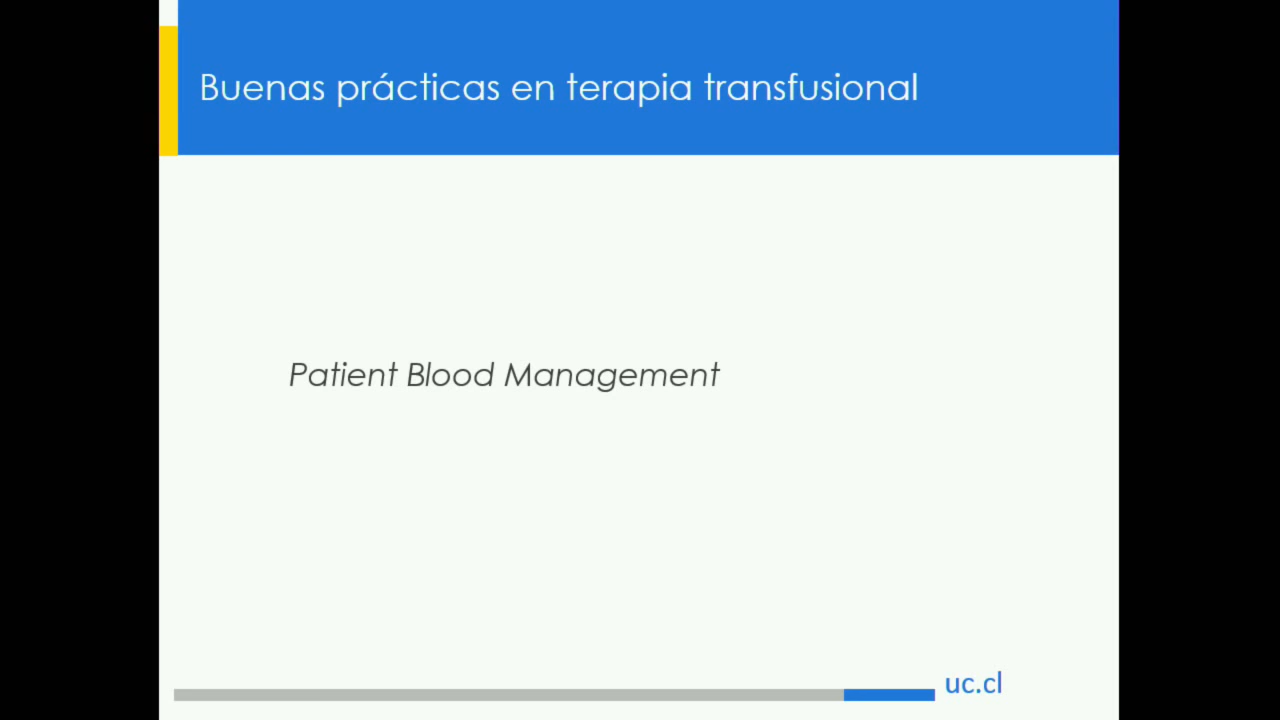 Buenas prácticas en terapia transfusional
Patient Blood Management
uc.cl